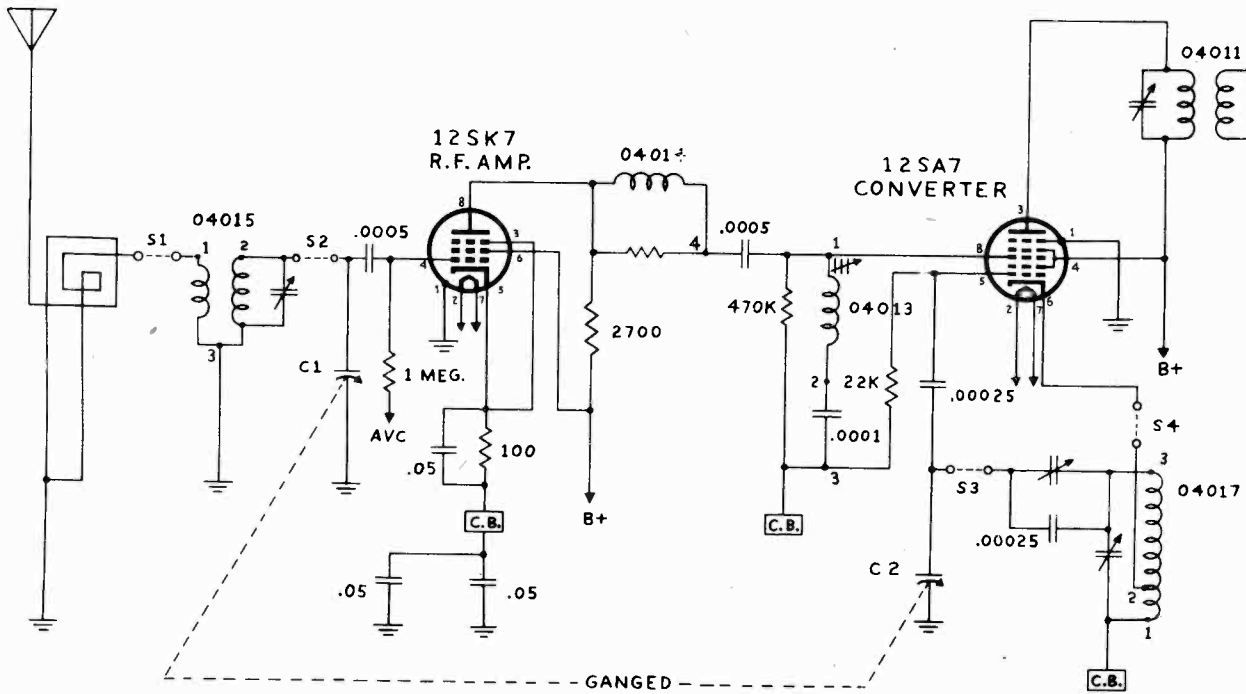 04011
12SK7
R.F. AMP.
0401
12SA7
CONVERTER
S1
04015
1
2
S2
.0005
8
3
6
4
1
2
7
5
3
4
.0005
1
8
5
3
1
4
2
7
6
C1
1 MEG.
AVC
2700
470K
04013
2
22K
.00025
B+
S4
.05
100
.0001
3
S3
3
04017
C.B.
B+
C.B.
.00025
C2
2
1
.05
.05
GANGED
C.B.